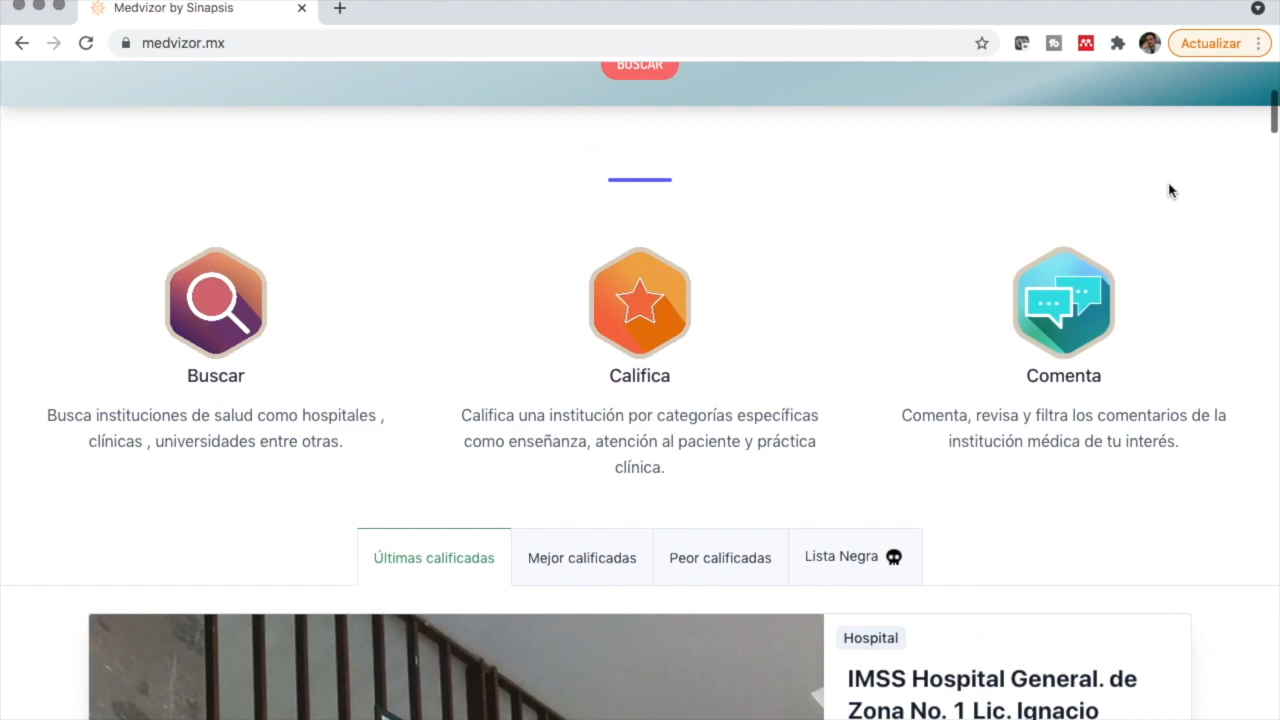 Medvizor by Sinapsis
medvizor.mx
Actualizar
BUSCAR
Buscar
Busca instituciones de salud como hospitales ,
clínicas , universidades entre otras.
Califica
Califica una institución por categorías específicas
como enseñanza, atención al paciente y práctica
clínica.
Comenta
Comenta, revisa y filtra los comentarios de la
institución médica de tu interés.
Últimas calificadas
Mejor calificadas
Peor calificadas
Lista Negra
Hospital
IMSS Hospital General. de
Zona No. 1 Lic. Ignacio